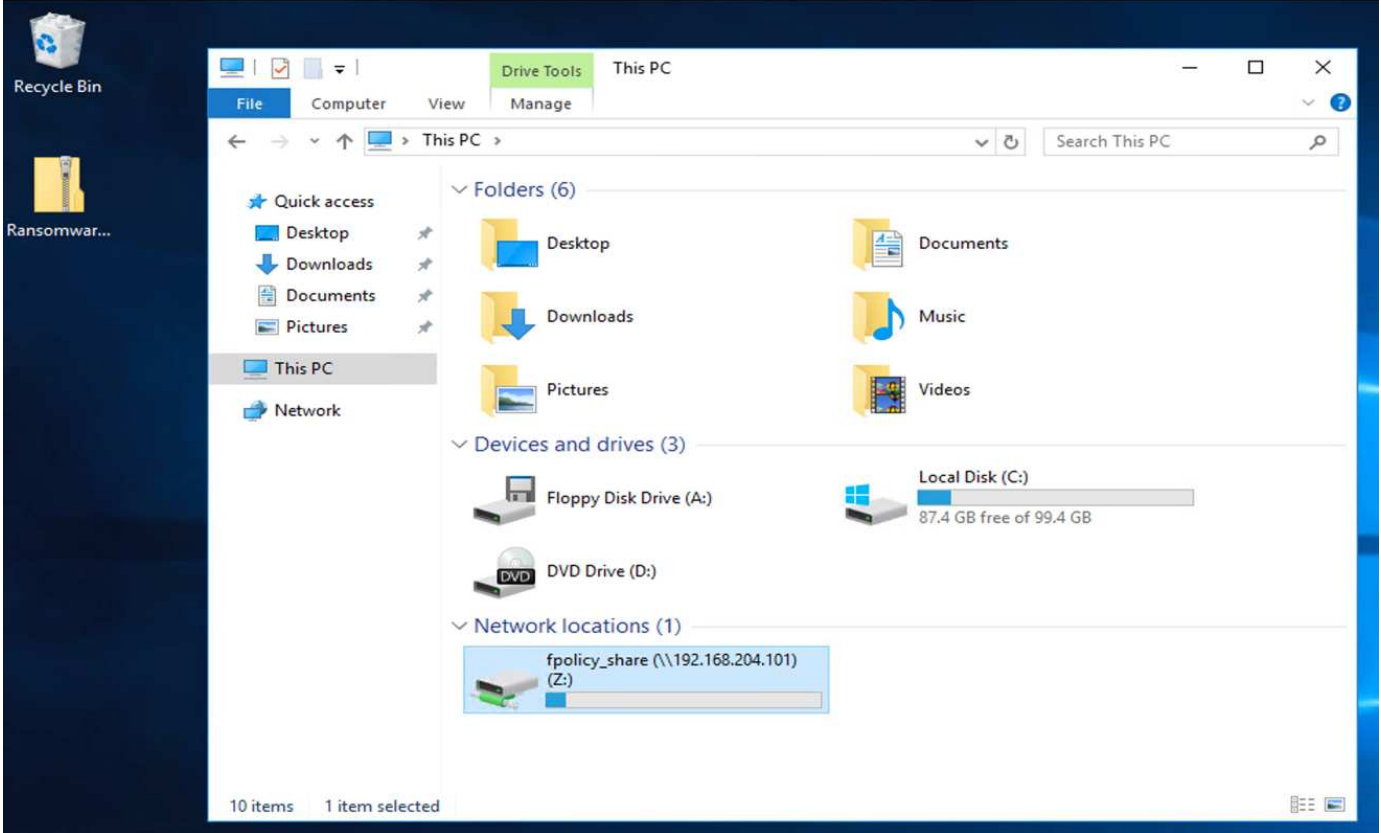 Recycle Bin
Ransomwar...
Drive Tools
This PC
File
Computer
View
Manage
This PC
Search This PC
Quick access
Desktop
Downloads
Documents
Pictures
This PC
Network
Folders (6)
Desktop
Documents
Downloads
Music
Pictures
Videos
Devices and drives (3)
Floppy Disk Drive (A:)
Local Disk (C:)
87.4 GB free of 99.4 GB
DVD
DVD Drive (D:)
Network locations (1)
fpolicy_share (\\192.168.204.101)
(Z:)
10 items
1 item selected